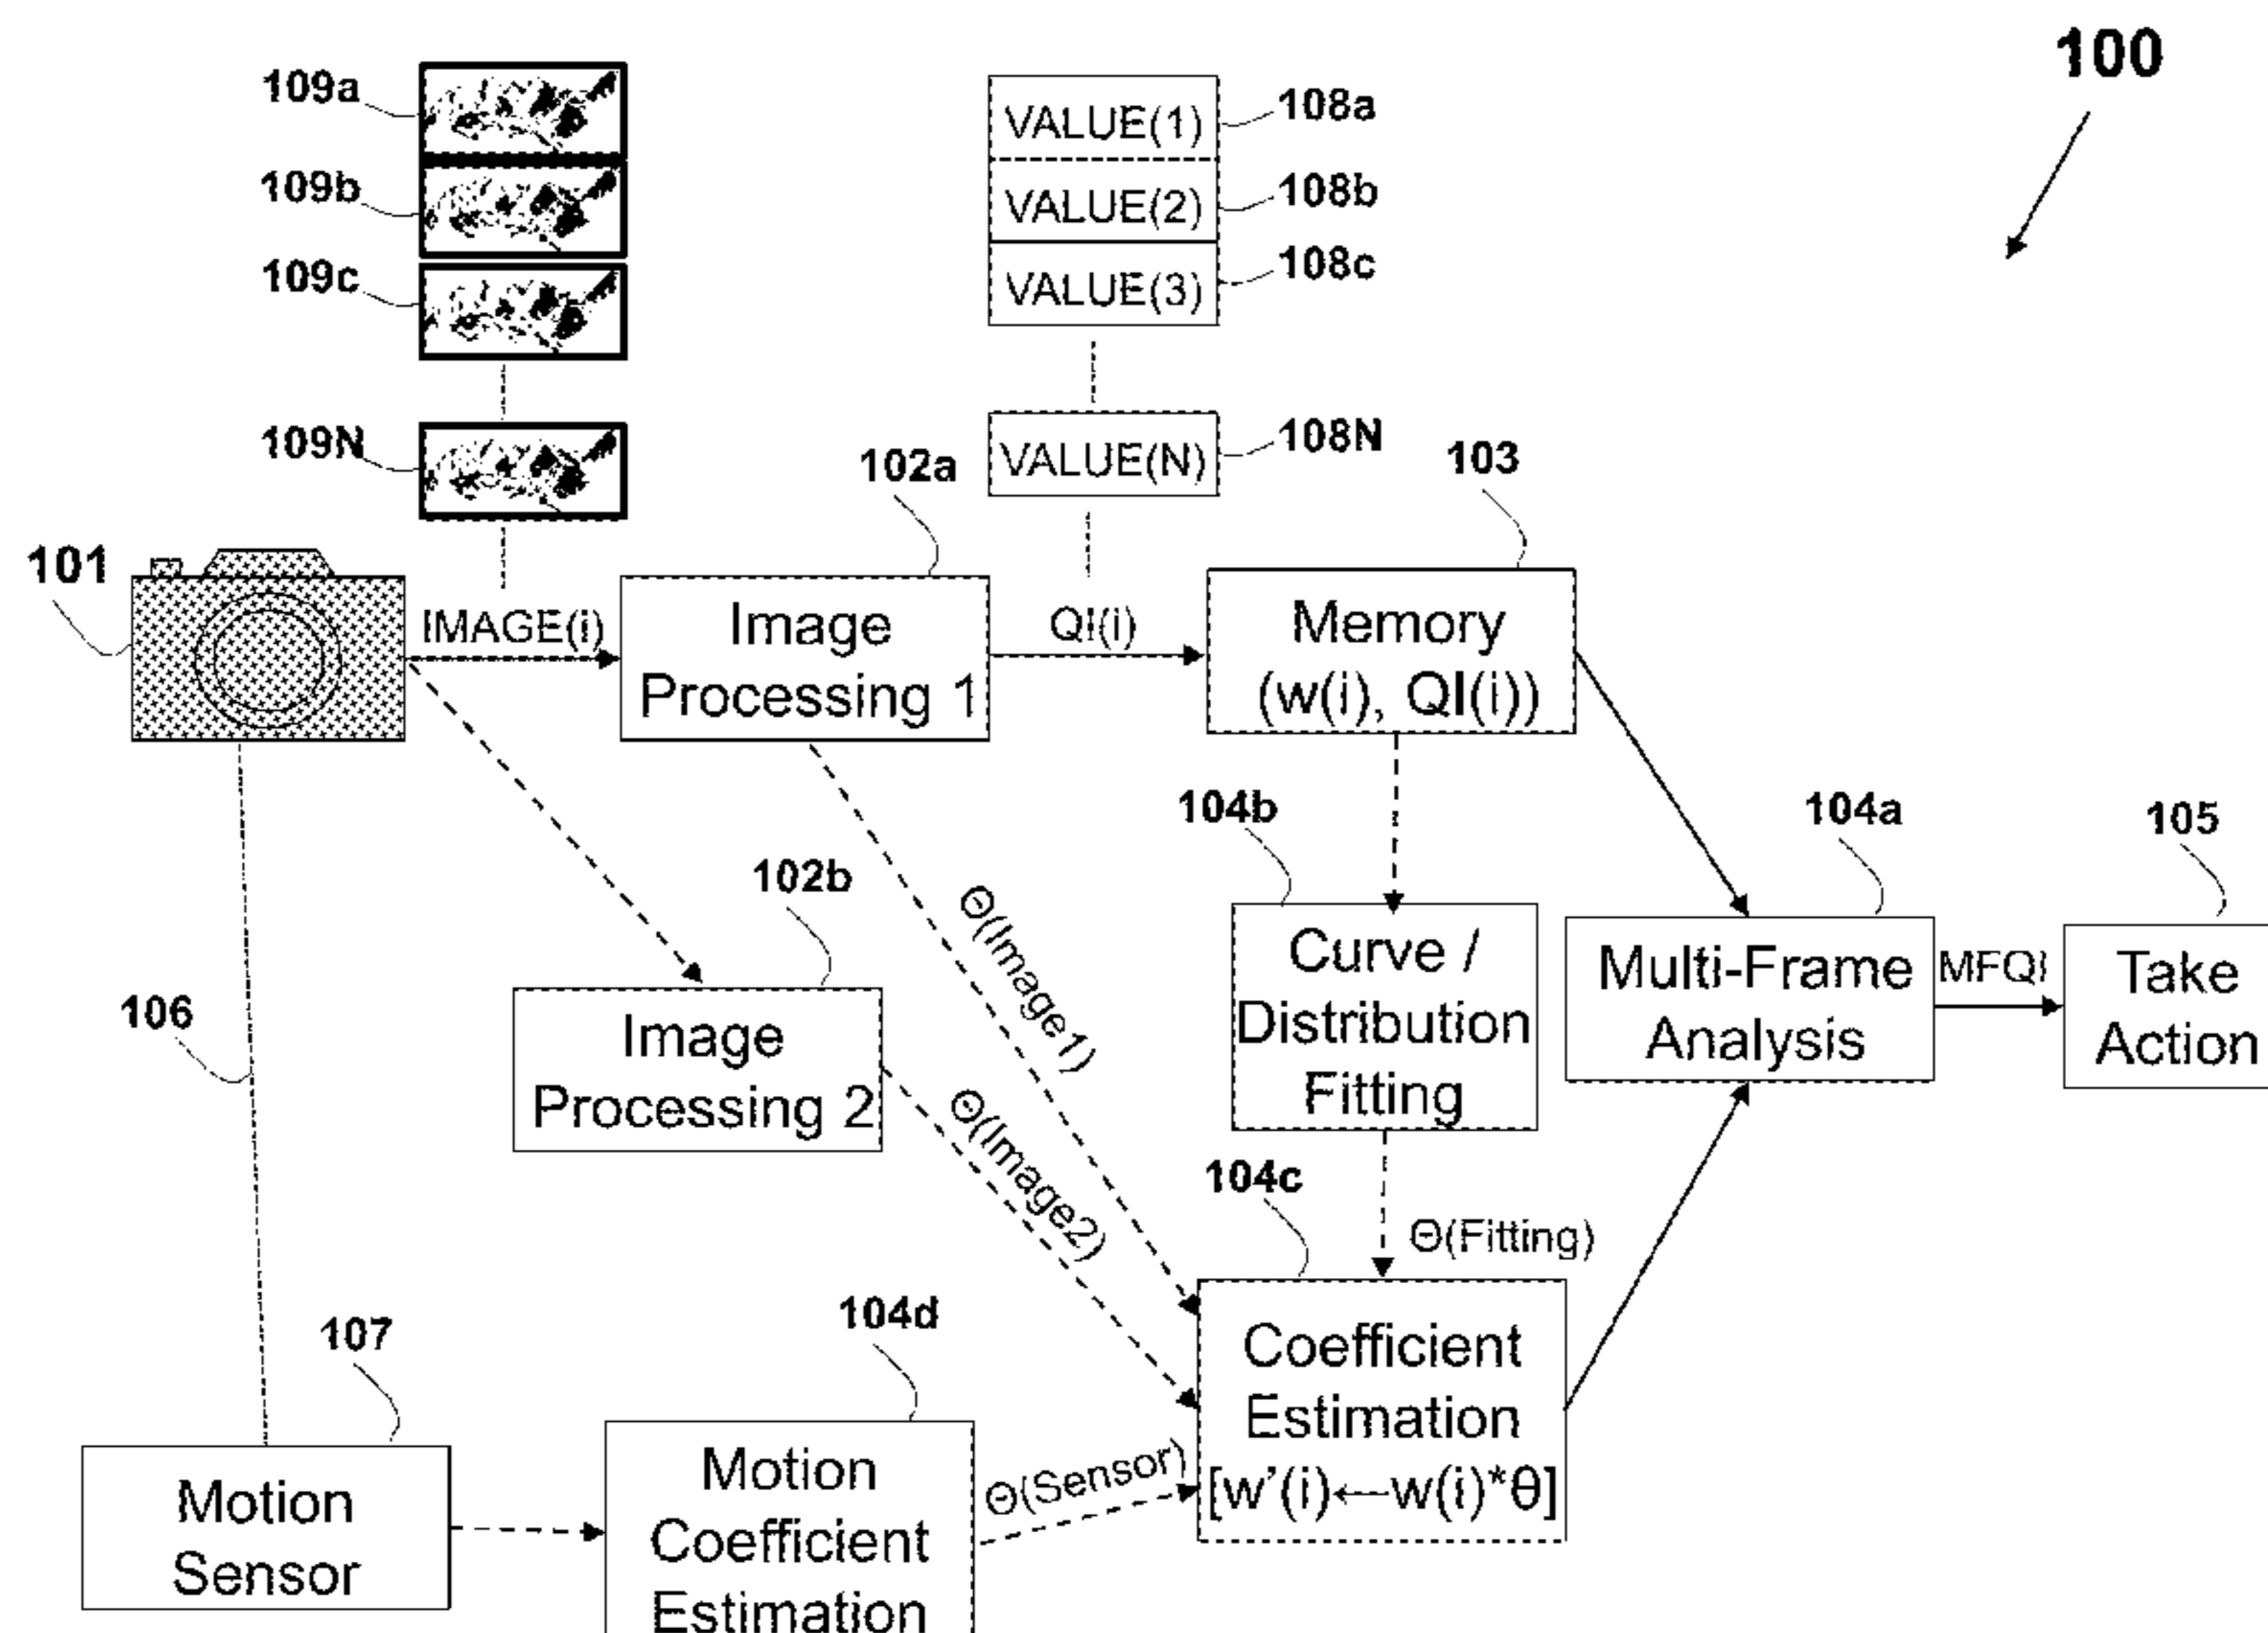 100
109a
109b
109c
109N
VALUE(1)
108a
VALUE(2)
108b
VALUE(3)
108c
VALUE(N)
108N
102a
103
101
IMAGE(i)
Image
Processing 1
QI(i)
Memory
(w(i), QI(i))
104b
104a
105
102b
Θ(Image1)
Curve /
Distribution
Fitting
Multi-Frame
Analysis
MFQI
Take
Action
106
Image
Processing 2
Θ(Image2)
104c
Θ(Fitting)
107
104d
Coefficient
Estimation
[w'(i)←w(i)*θ]
Motion
Sensor
Motion
Coefficient
Estimation
Θ(Sensor)